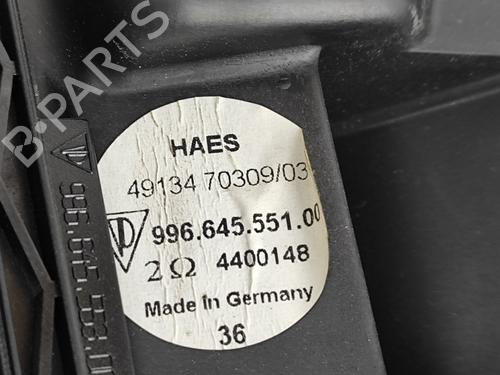 B-PARTS
HAES
49134 70309/03
996.645.551.00
2Ω 4400148
Made In Germany
36